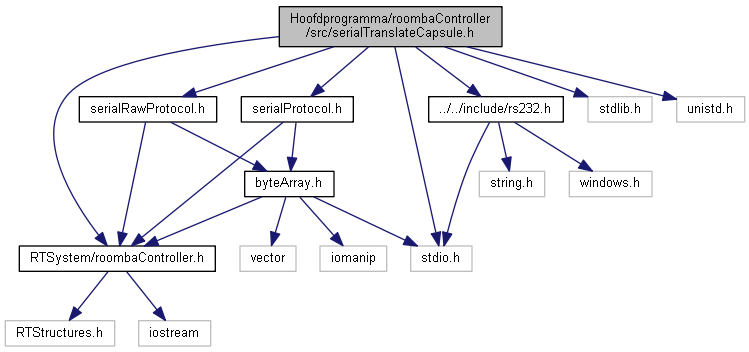 Hoofdprogramma/roombaController
/src/serialTranslateCapsule.h
serialRawProtocol.h
serialProtocol.h
../../include/rs232.h
stdlib.h
unistd.h
byteArray.h
string.h
windows.h
RTSystem/roombaController.h
vector
iomanip
stdio.h
RTStructures.h
iostream